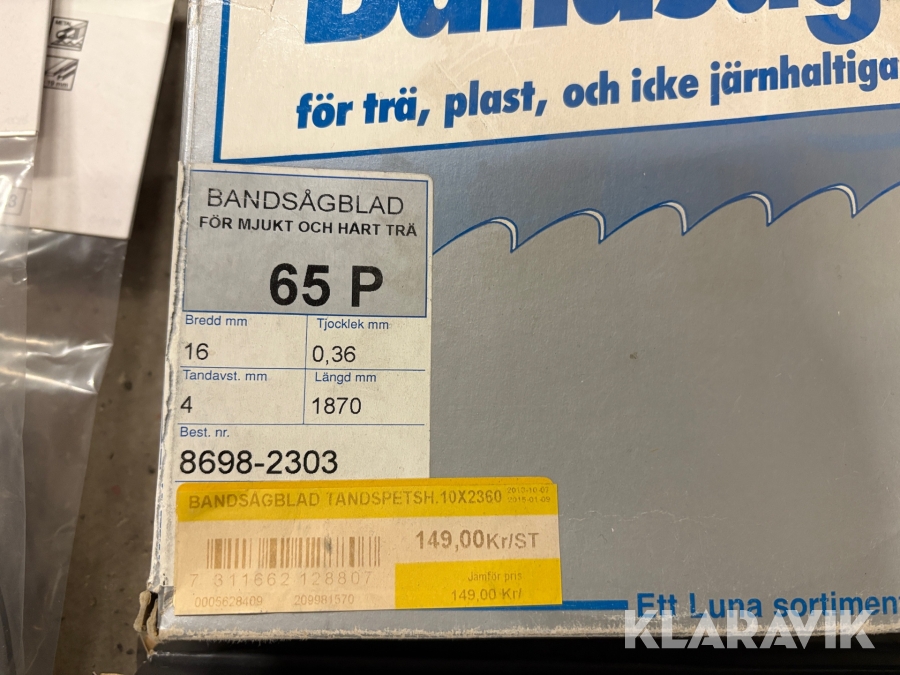 för trä, plast, och icke järnhaltiga
BANDSÅGBLAD
FÖR MJUKT OCH HÅRT TRÄ
65 P
Bredd mm
Tjocklek mm
16
0,36
Tandavst. mm
Längd mm
4
1870
Best. nr.
8698-2303
BANDSÅGBLAD TANDSPETSH.10X2360
149,00Kr/ST
7 311662 128807
Jämför pris
149,00 Kr/
0005628409
209981570
Ett Luna sortimen
KLARAVIK